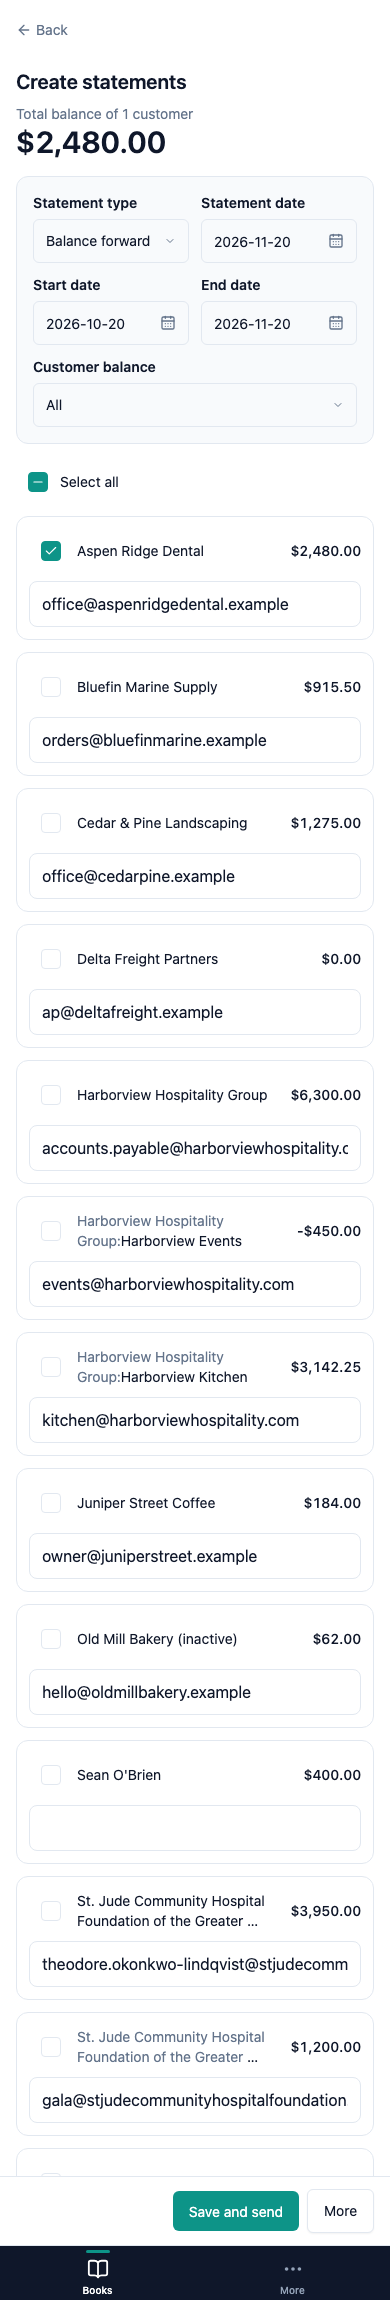 Back
Create statements
Total balance of 1 customer
$2,480.00
Statement type
Statement date
Balance forward
2026-11-20
Start date
End date
2026-10-20
2026-11-20
Customer balance
All
Select all
Aspen Ridge Dental $2,480.00
office@aspenridgedental.example
Bluefin Marine Supply $915.50
orders@bluefinmarine.example
Cedar & Pine Landscaping $1,275.00
office@cedarpine.example
Delta Freight Partners $0.00
ap@deltafreight.example
Harborview Hospitality Group $6,300.00
accounts.payable@harborviewhospitality.c
Harborview Hospitality
Group:Harborview Events -$450.00
events@harborviewhospitality.com
Harborview Hospitality
Group:Harborview Kitchen $3,142.25
kitchen@harborviewhospitality.com
Juniper Street Coffee $184.00
owner@juniperstreet.example
Old Mill Bakery (inactive) $62.00
hello@oldmillbakery.example
Sean O'Brien $400.00
St. Jude Community Hospital
Foundation of the Greater ... $3,950.00
theodore.okonkwo-lindqvist@stjudecomm
St. Jude Community Hospital
Foundation of the Greater ... $1,200.00
gala@stjudecommunityhospitalfoundation
Save and send
More
Books
More